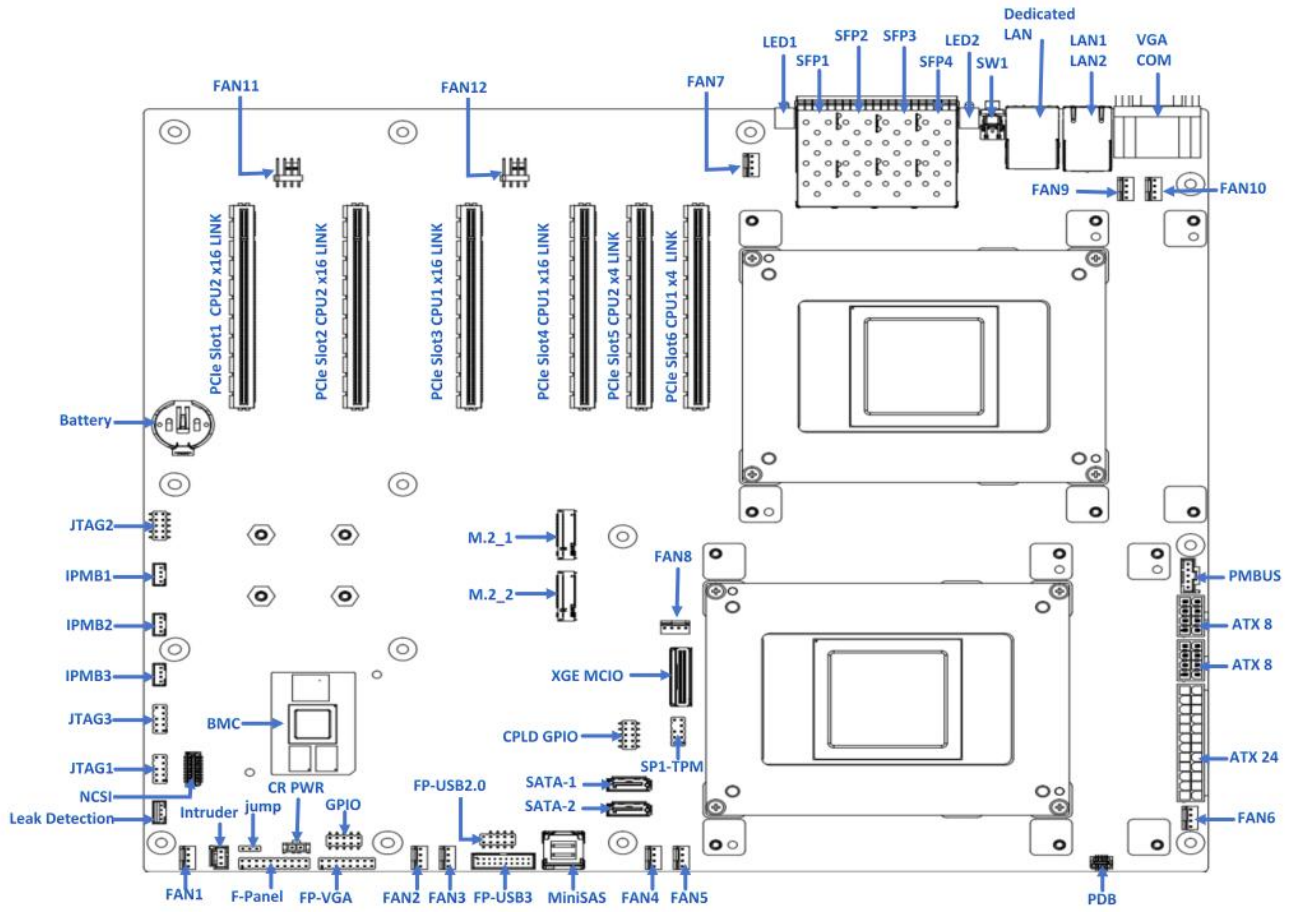 Dedicated
LAN
SFP2
SFP3
LED1
LED2
LAN1
LAN2
VGA
COM
SFP1
SFP4
SW1
FAN11
FAN12
FAN7
FAN9
FAN10
PCIe Slot1 CPU2 x16 LINK
PCIe Slot2 CPU2 x16 LINK
PCIe Slot3 CPU1 x16 LINK
PCIe Slot4 CPU1 x16 LINK
PCIe Slot5 CPU2 x4 LINK
PCIe Slot6 CPU1 x4 LINK
Battery
JTAG2
M.2_1
FAN8
IPMB1
PMBUS
M.2_2
IPMB2
ATX 8
ATX 8
IPMB3
XGE MCIO
JTAG3
BMC
CPLD GPIO
ATX 24
JTAG1
SP1-TPM
NCSI
CR PWR
FP-USB2.0
SATA-1
SATA-2
Intruder
jump
GPIO
Leak Detection
FAN6
FAN1
F-Panel
FP-VGA
FAN2
FAN3
FP-USB3
MiniSAS
FAN4
FAN5
PDB